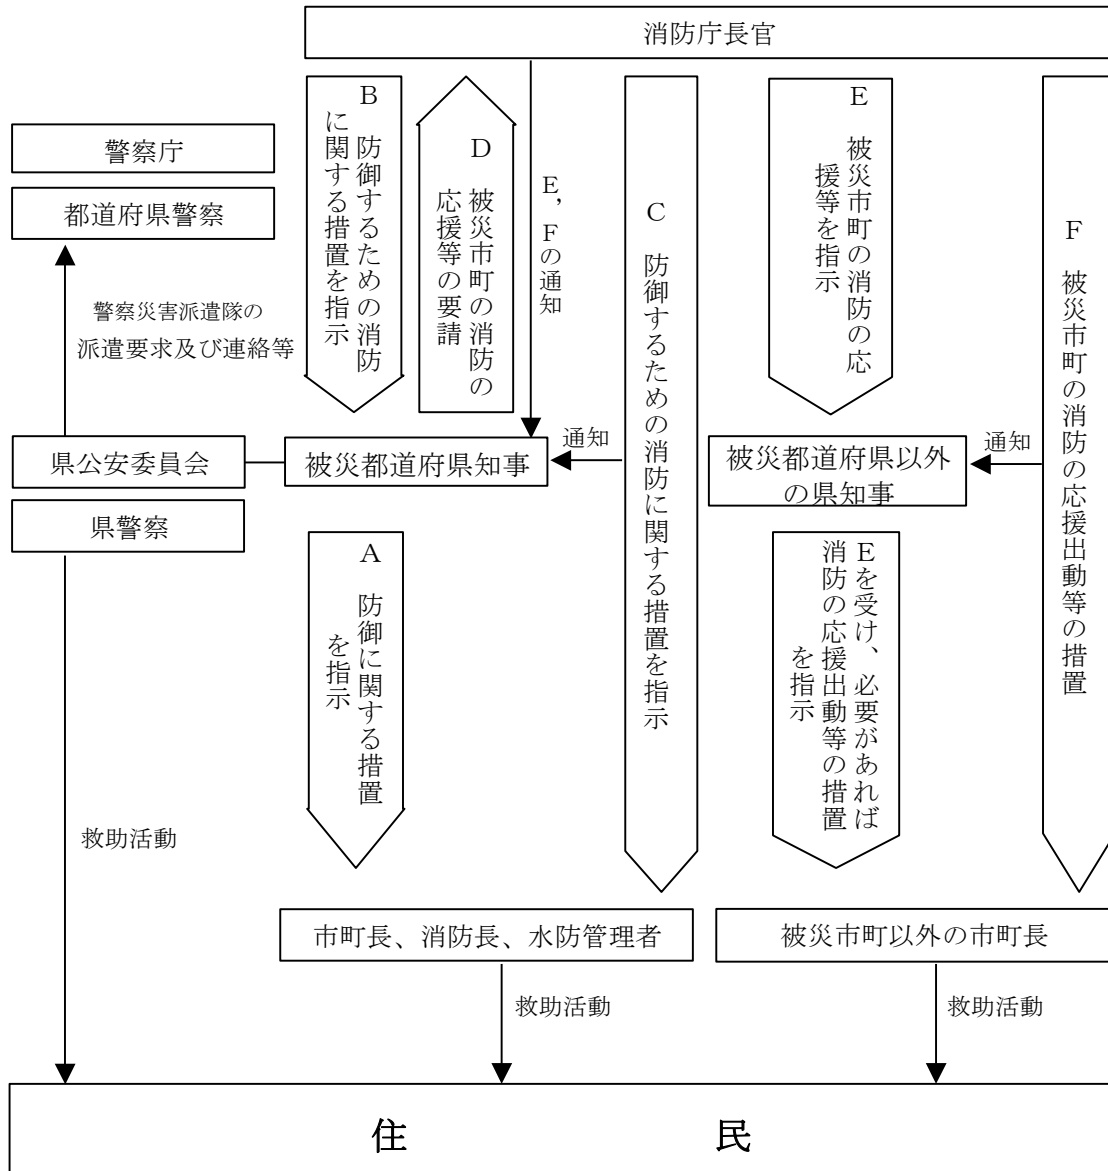 消防庁長官
警察庁
都道府県警察
警察災害派遣隊の
派遣要求及び連絡等
B　防御するための消防
に関する措置を指示
D　被災市町の消防の
応援等の要請
E，Fの通知
C　防御するための消防に関する措置を指示
E　被災市町の消防の応
援等を指示
F　被災市町の消防の応援出動等の措置
県公安委員会
被災都道府県知事
通知
被災都道府県以外
の県知事
通知
県警察
A　防御に関する措置
を指示
Eを受け、必要があれば
消防の応援出動等の措置
を指示
救助活動
市町長、消防長、水防管理者
被災市町以外の市町長
救助活動
救助活動
住　民